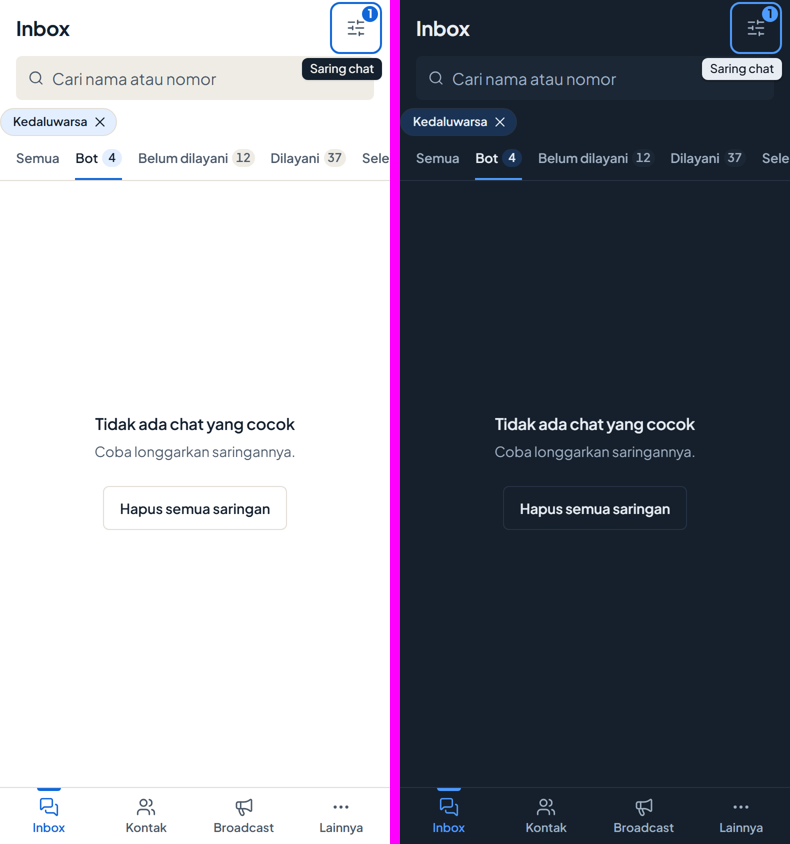 Inbox
1
Saring chat
Cari nama atau nomor
Kedaluwarsa
Semua Bot 4 Belum dilayani 12 Dilayani 37 Sele
Tidak ada chat yang cocok
Coba longgarkan saringannya.
Hapus semua saringan
Inbox Kontak Broadcast Lainnya
Inbox
1
Saring chat
Cari nama atau nomor
Kedaluwarsa
Semua Bot 4 Belum dilayani 12 Dilayani 37 Sele
Tidak ada chat yang cocok
Coba longgarkan saringannya.
Hapus semua saringan
Inbox Kontak Broadcast Lainnya